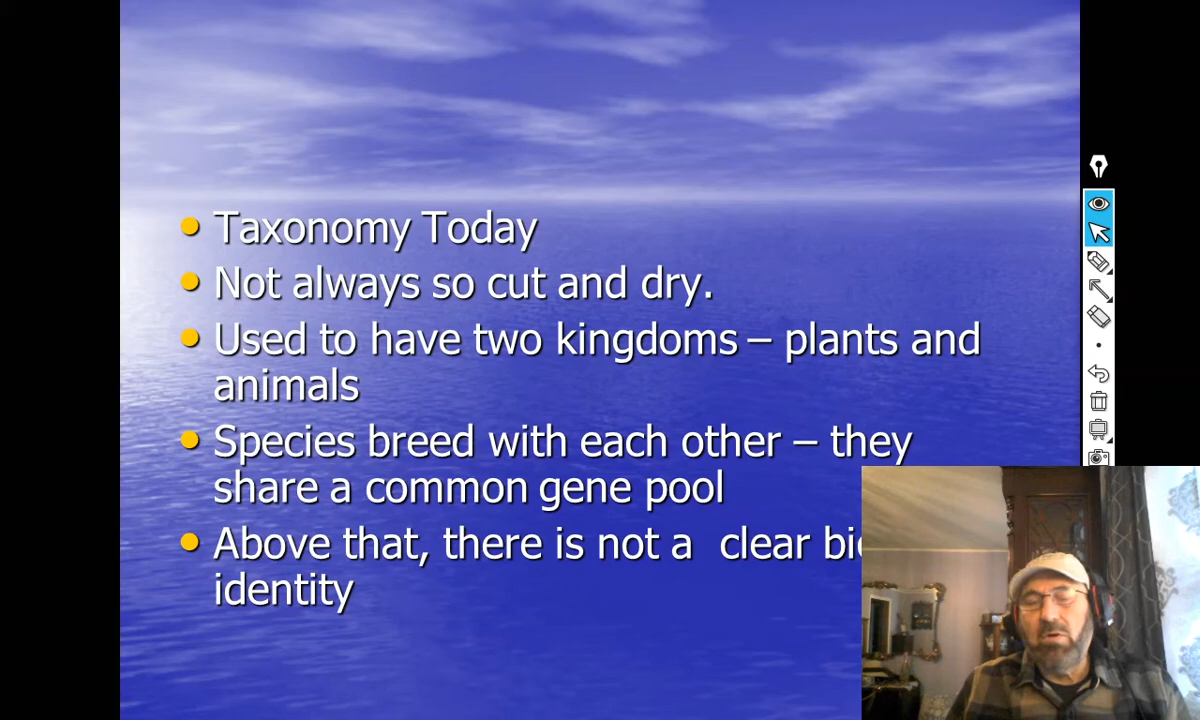 Taxonomy Today
Not always so cut and dry.
Used to have two kingdoms – plants and
animals
Species breed with each other – they
share a common gene pool
Above that, there is not a clear
identity